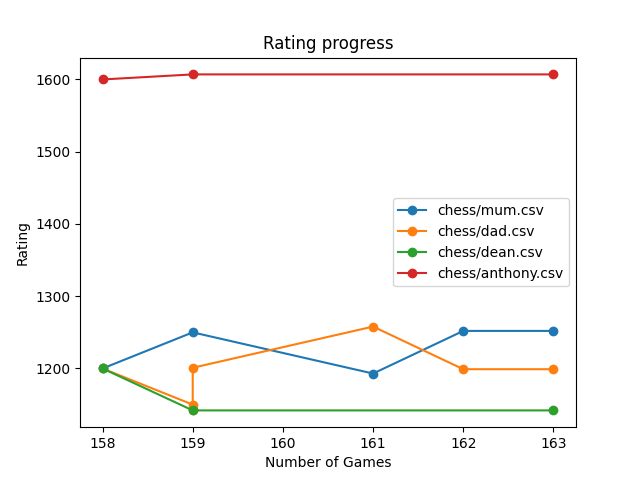 Rating progress
1600
1500
1400
1300
1200
Rating
chess/mum.csv
chess/dad.csv
chess/dean.csv
chess/anthony.csv
158 159 160 161 162 163
Number of Games